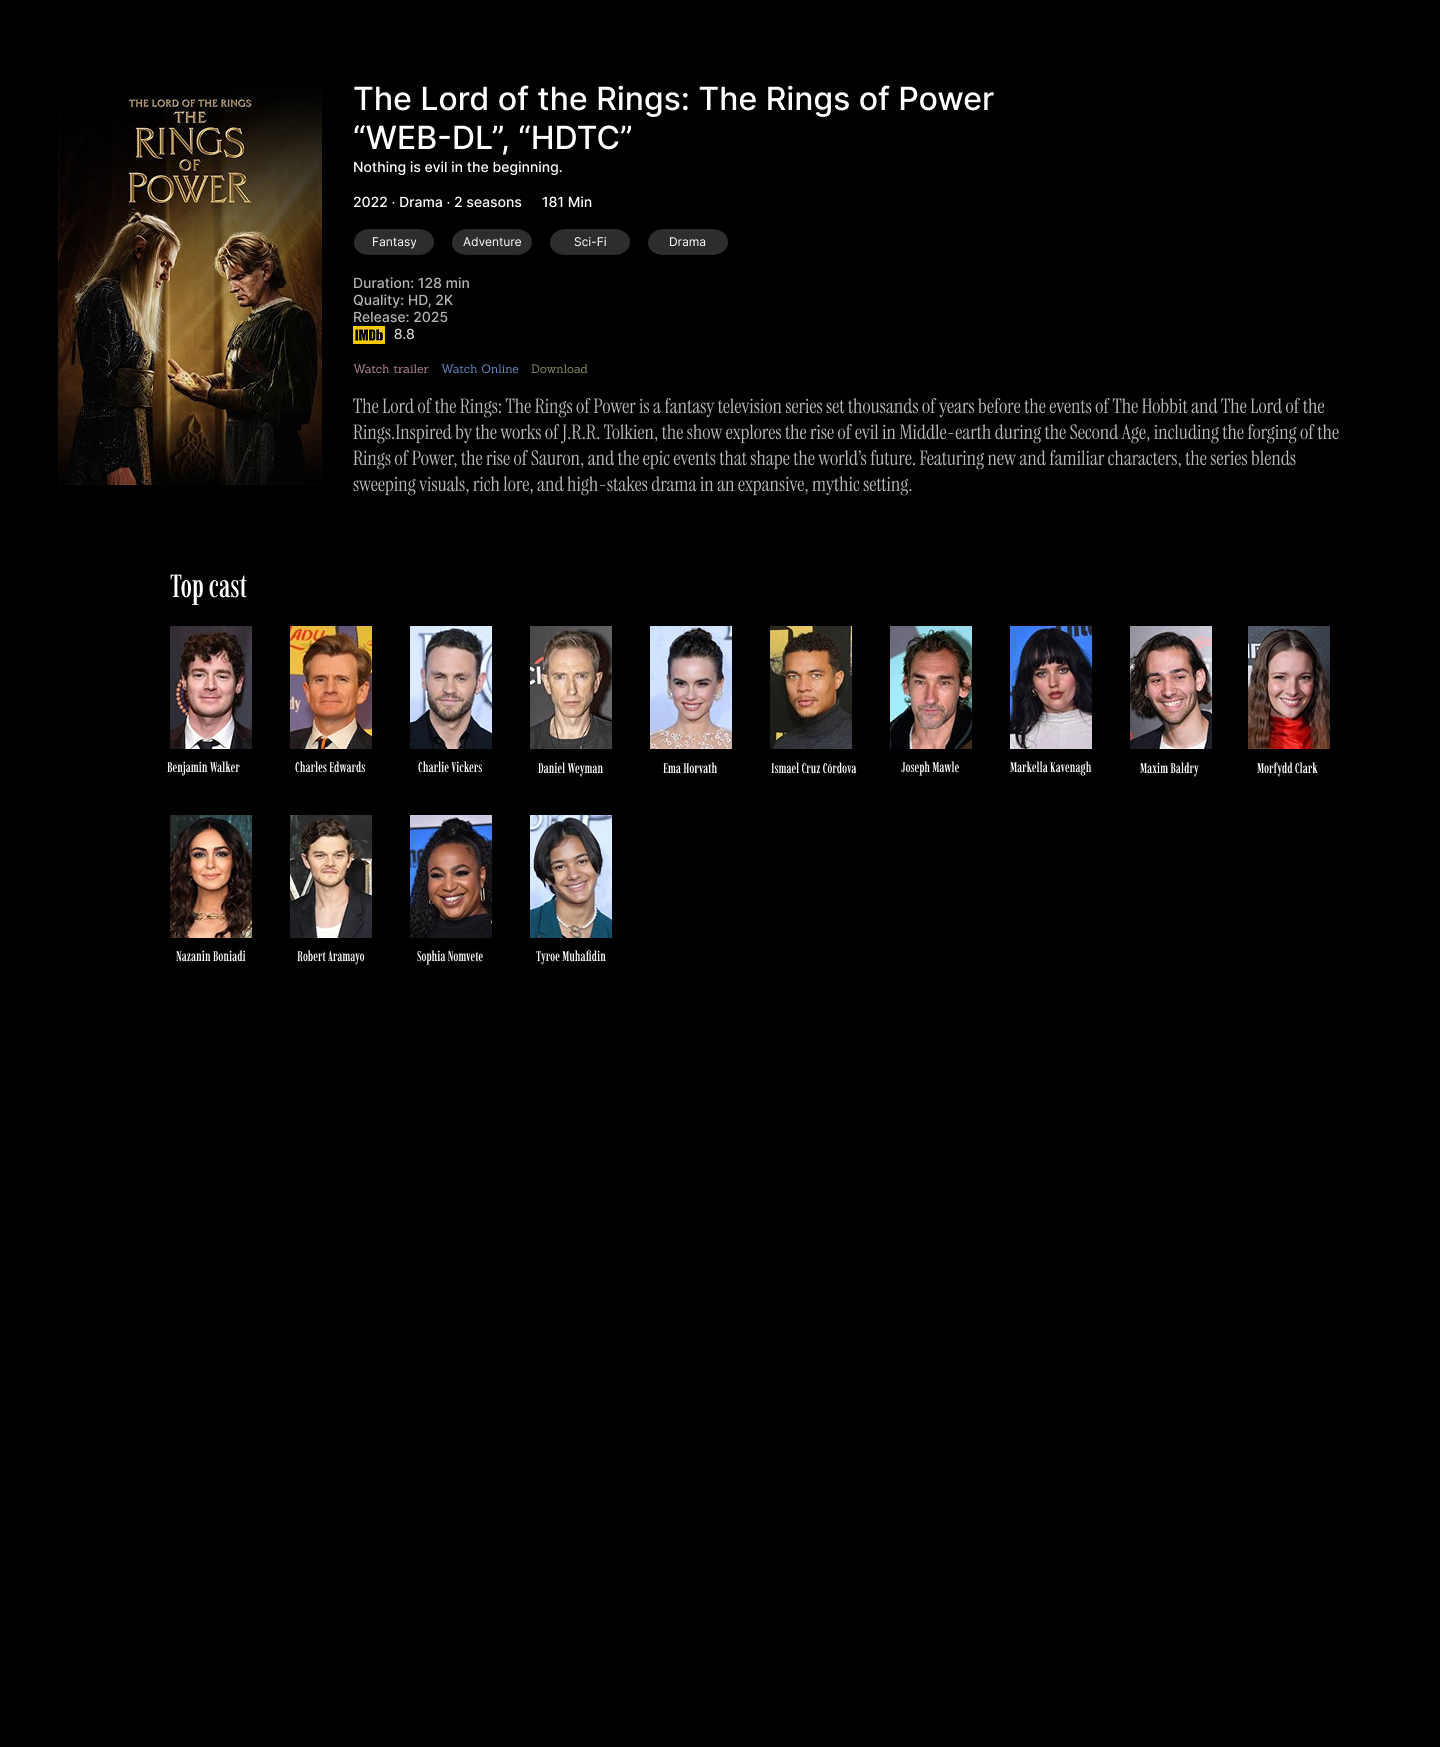 THE LORD OF THE RINGS
THE
RINGS
OF
POWER
The Lord of the Rings: The Rings of Power
“WEB-DL”, “HDTC”
Nothing is evil in the beginning.
2022 · Drama · 2 seasons 181 Min
Fantasy Adventure Sci-Fi Drama
Duration: 128 min
Quality: HD, 2K
Release: 2025
IMDb 8.8
Watch trailer Watch Online Download
The Lord of the Rings: The Rings of Power is a fantasy television series set thousands of years before the events of The Hobbit and The Lord of the
Rings.Inspired by the works of J.R.R. Tolkien, the show explores the rise of evil in Middle-earth during the Second Age, including the forging of the
Rings of Power, the rise of Sauron, and the epic events that shape the world’s future. Featuring new and familiar characters, the series blends
sweeping visuals, rich lore, and high-stakes drama in an expansive, mythic setting.
Top cast
Benjamin Walker Charles Edwards Charlie Vickers Daniel Weyman Ema Horvath Ismael Cruz Córdova Joseph Mawle Markella Kavenagh Maxim Baldry Morfydd Clark
Nazanin Boniadi Robert Aramayo Sophia Nomvete Tyroe Muhafidin